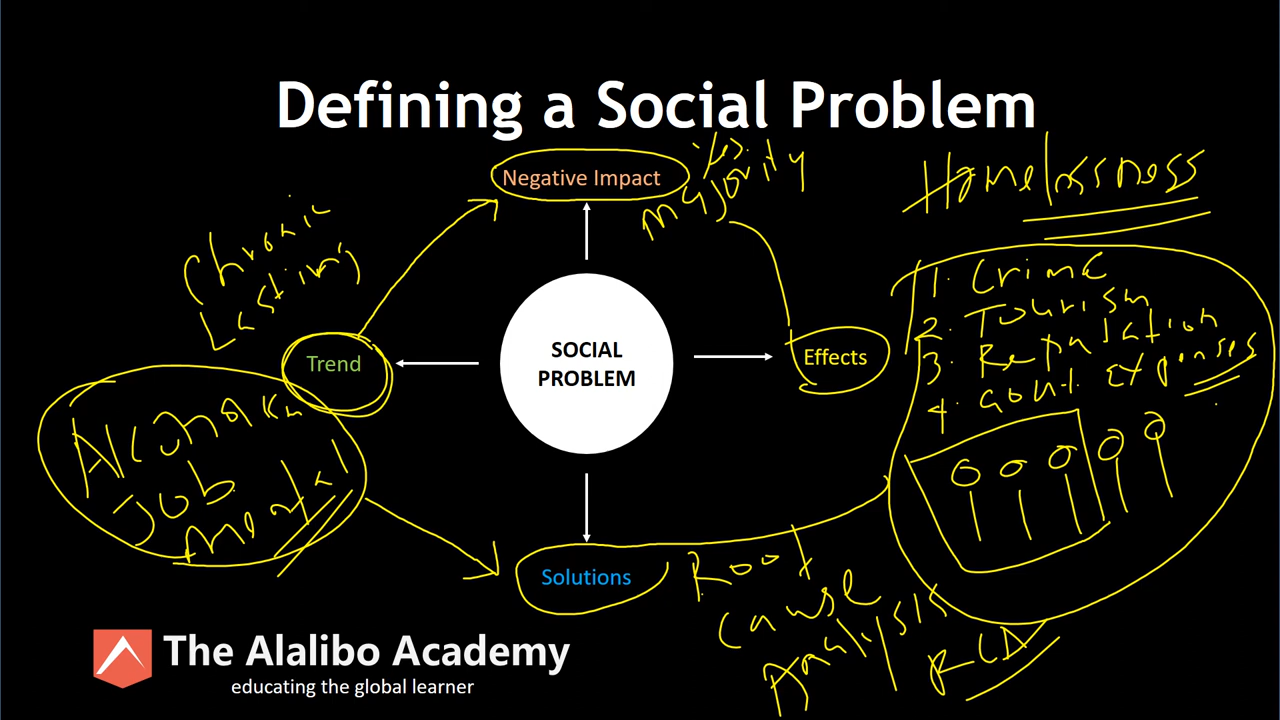 Defining a Social Problem
Negative Impact
Yes.
majority
Homelessness
Chronic
Lasting
1. Crime
2. Tourism
3. Reputation
4. Govt. expenses
Trend
SOCIAL
PROBLEM
Effects
Job
mental
Solutions
Root
cause
Analysis
RCA
The Alalibo Academy
educating the global learner